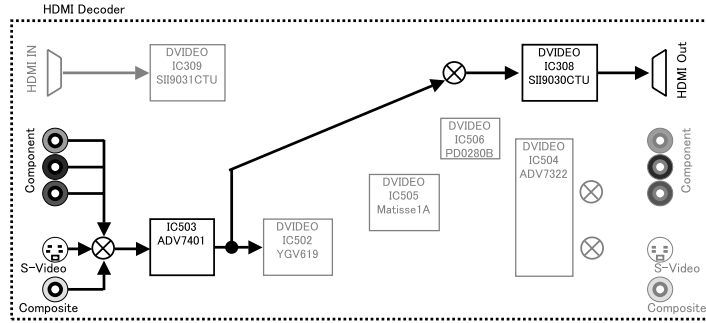 HDMI Decoder
HDMI IN
DVIDEO
IC309
SII9031CTU
DVIDEO
IC308
SII9030CTU
HDMI Out
Component
DVIDEO
IC506
PD0280B
DVIDEO
IC504
ADV7322
Component
DVIDEO
IC505
Matisse1A
IC503
ADV7401
DVIDEO
IC502
YGV619
S-Video
Composite
S-Video
Composite